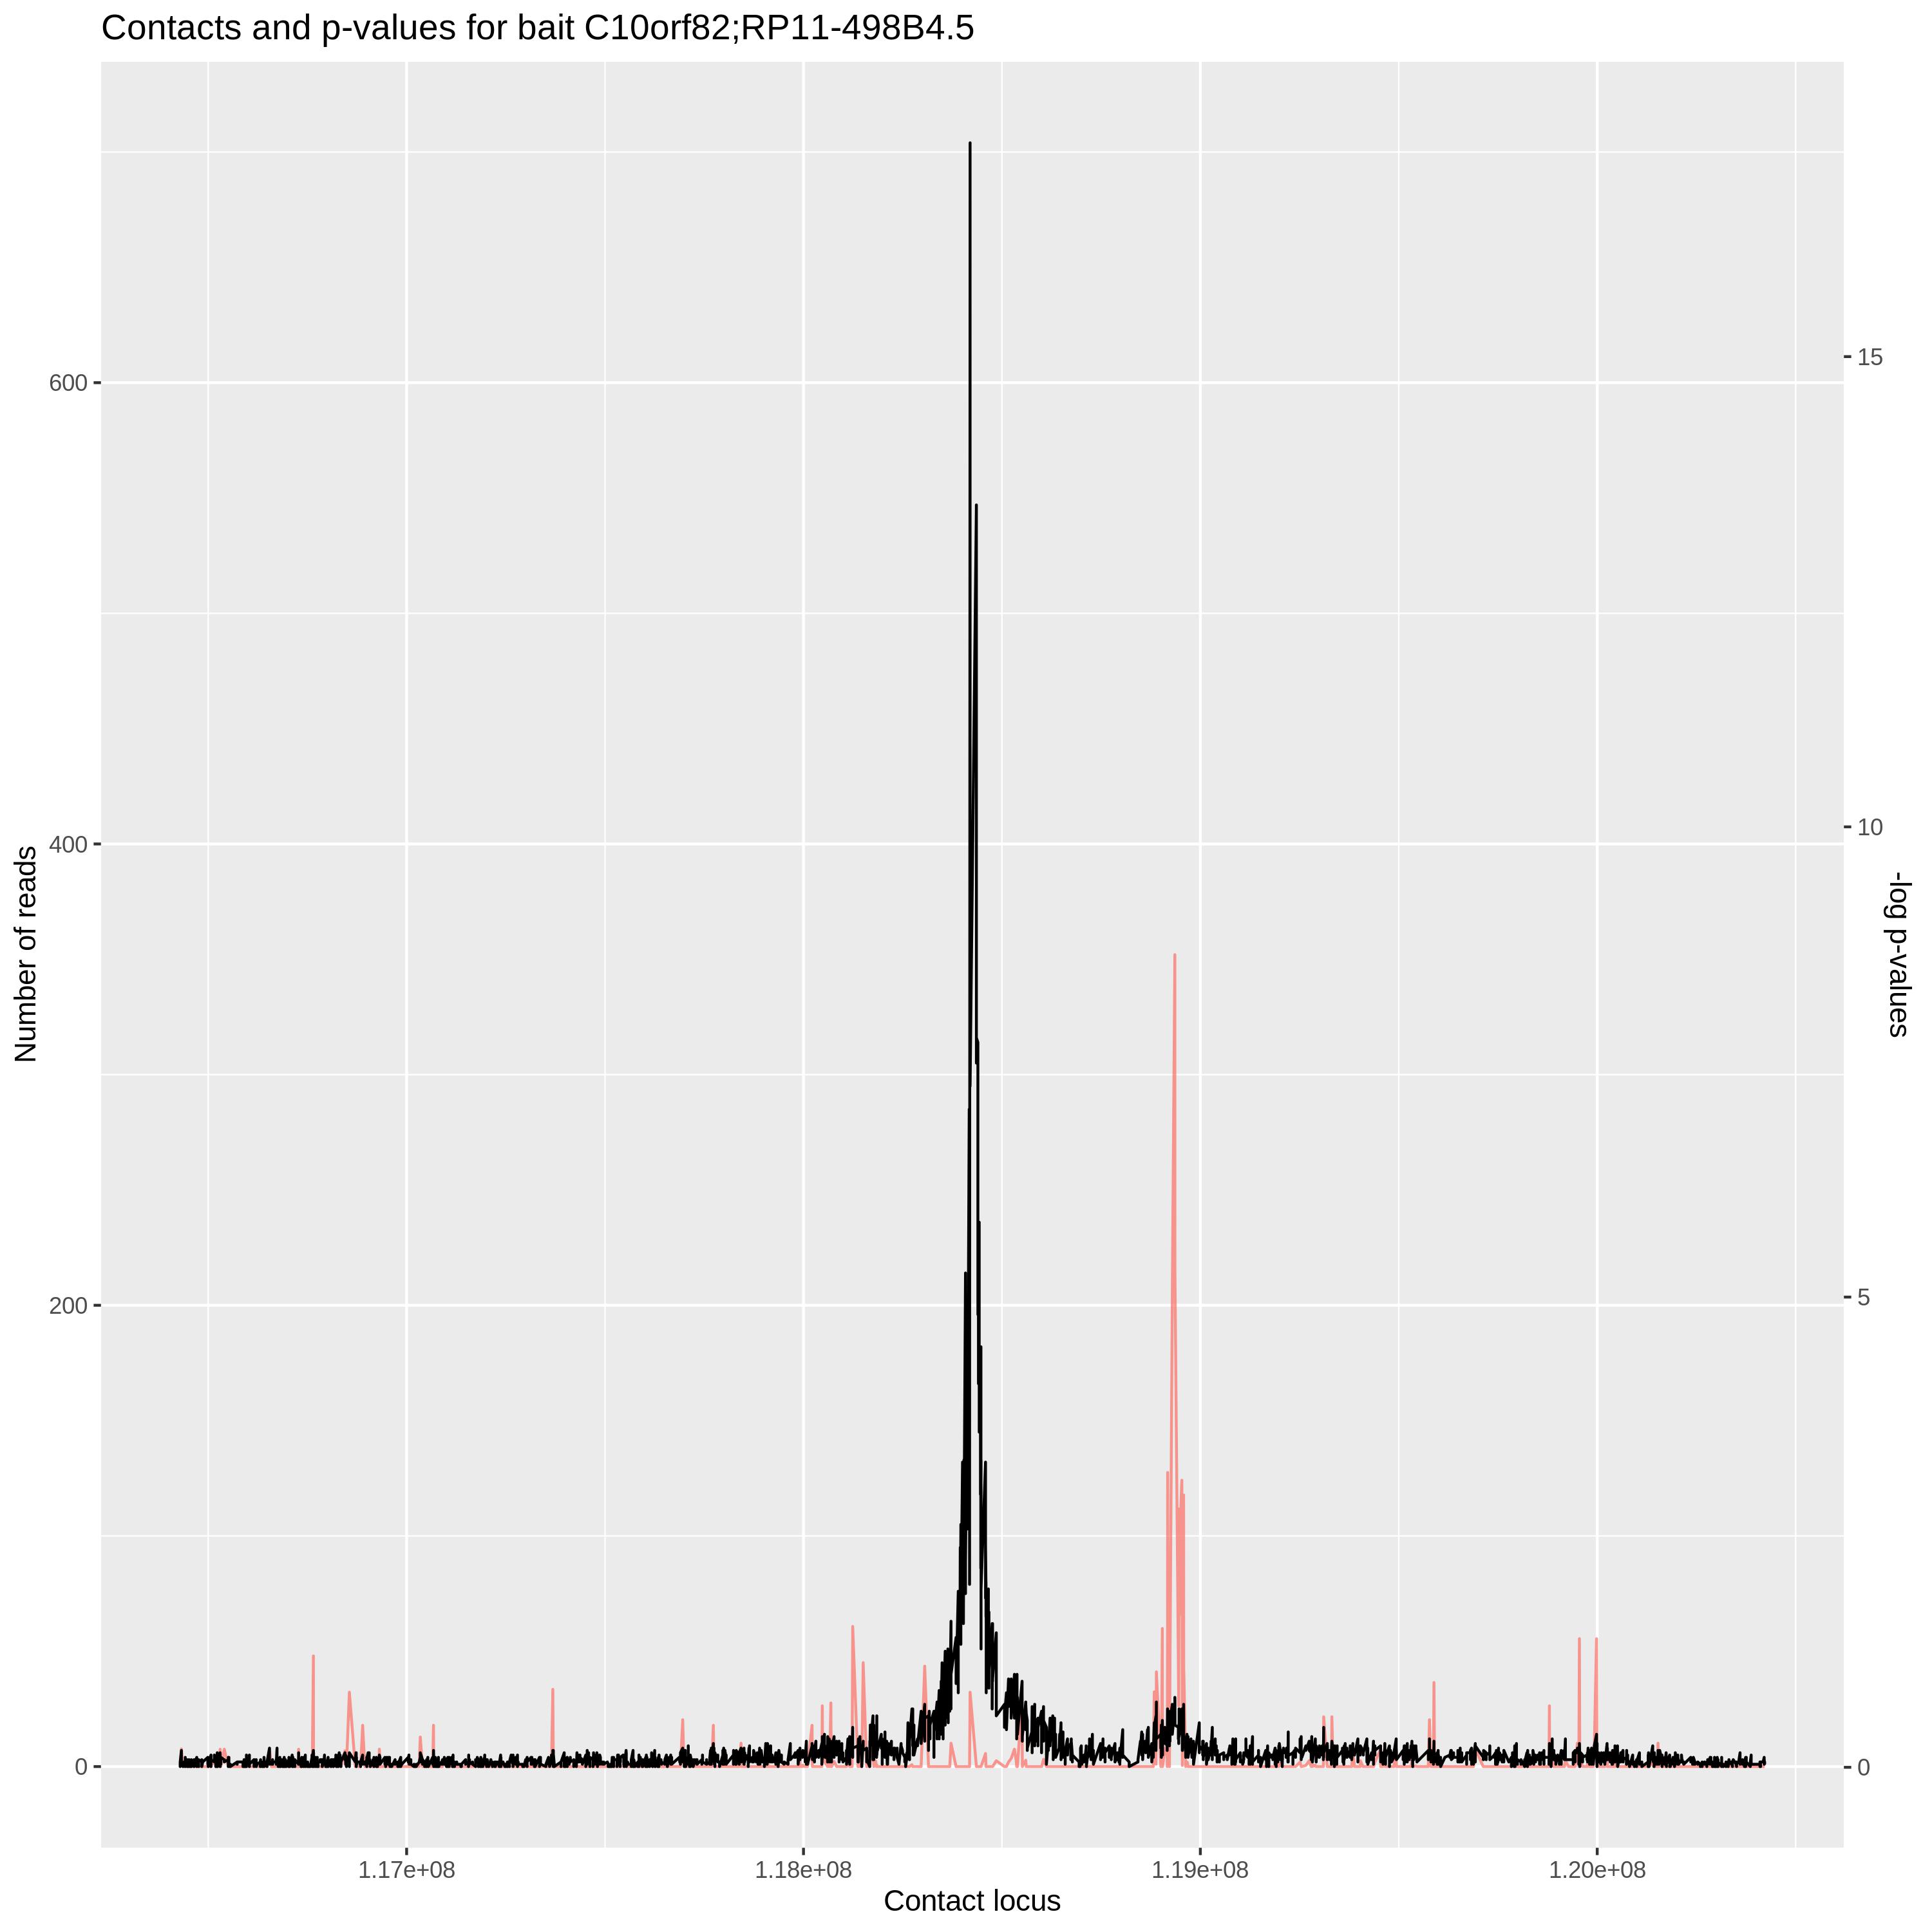 Contacts and p-values for bait C10orf82;RP11-498B4.5
600
400
200
0
Number of reads
15
10
5
0
-log p-values
1.17e+08
1.18e+08
1.19e+08
1.20e+08
Contact locus